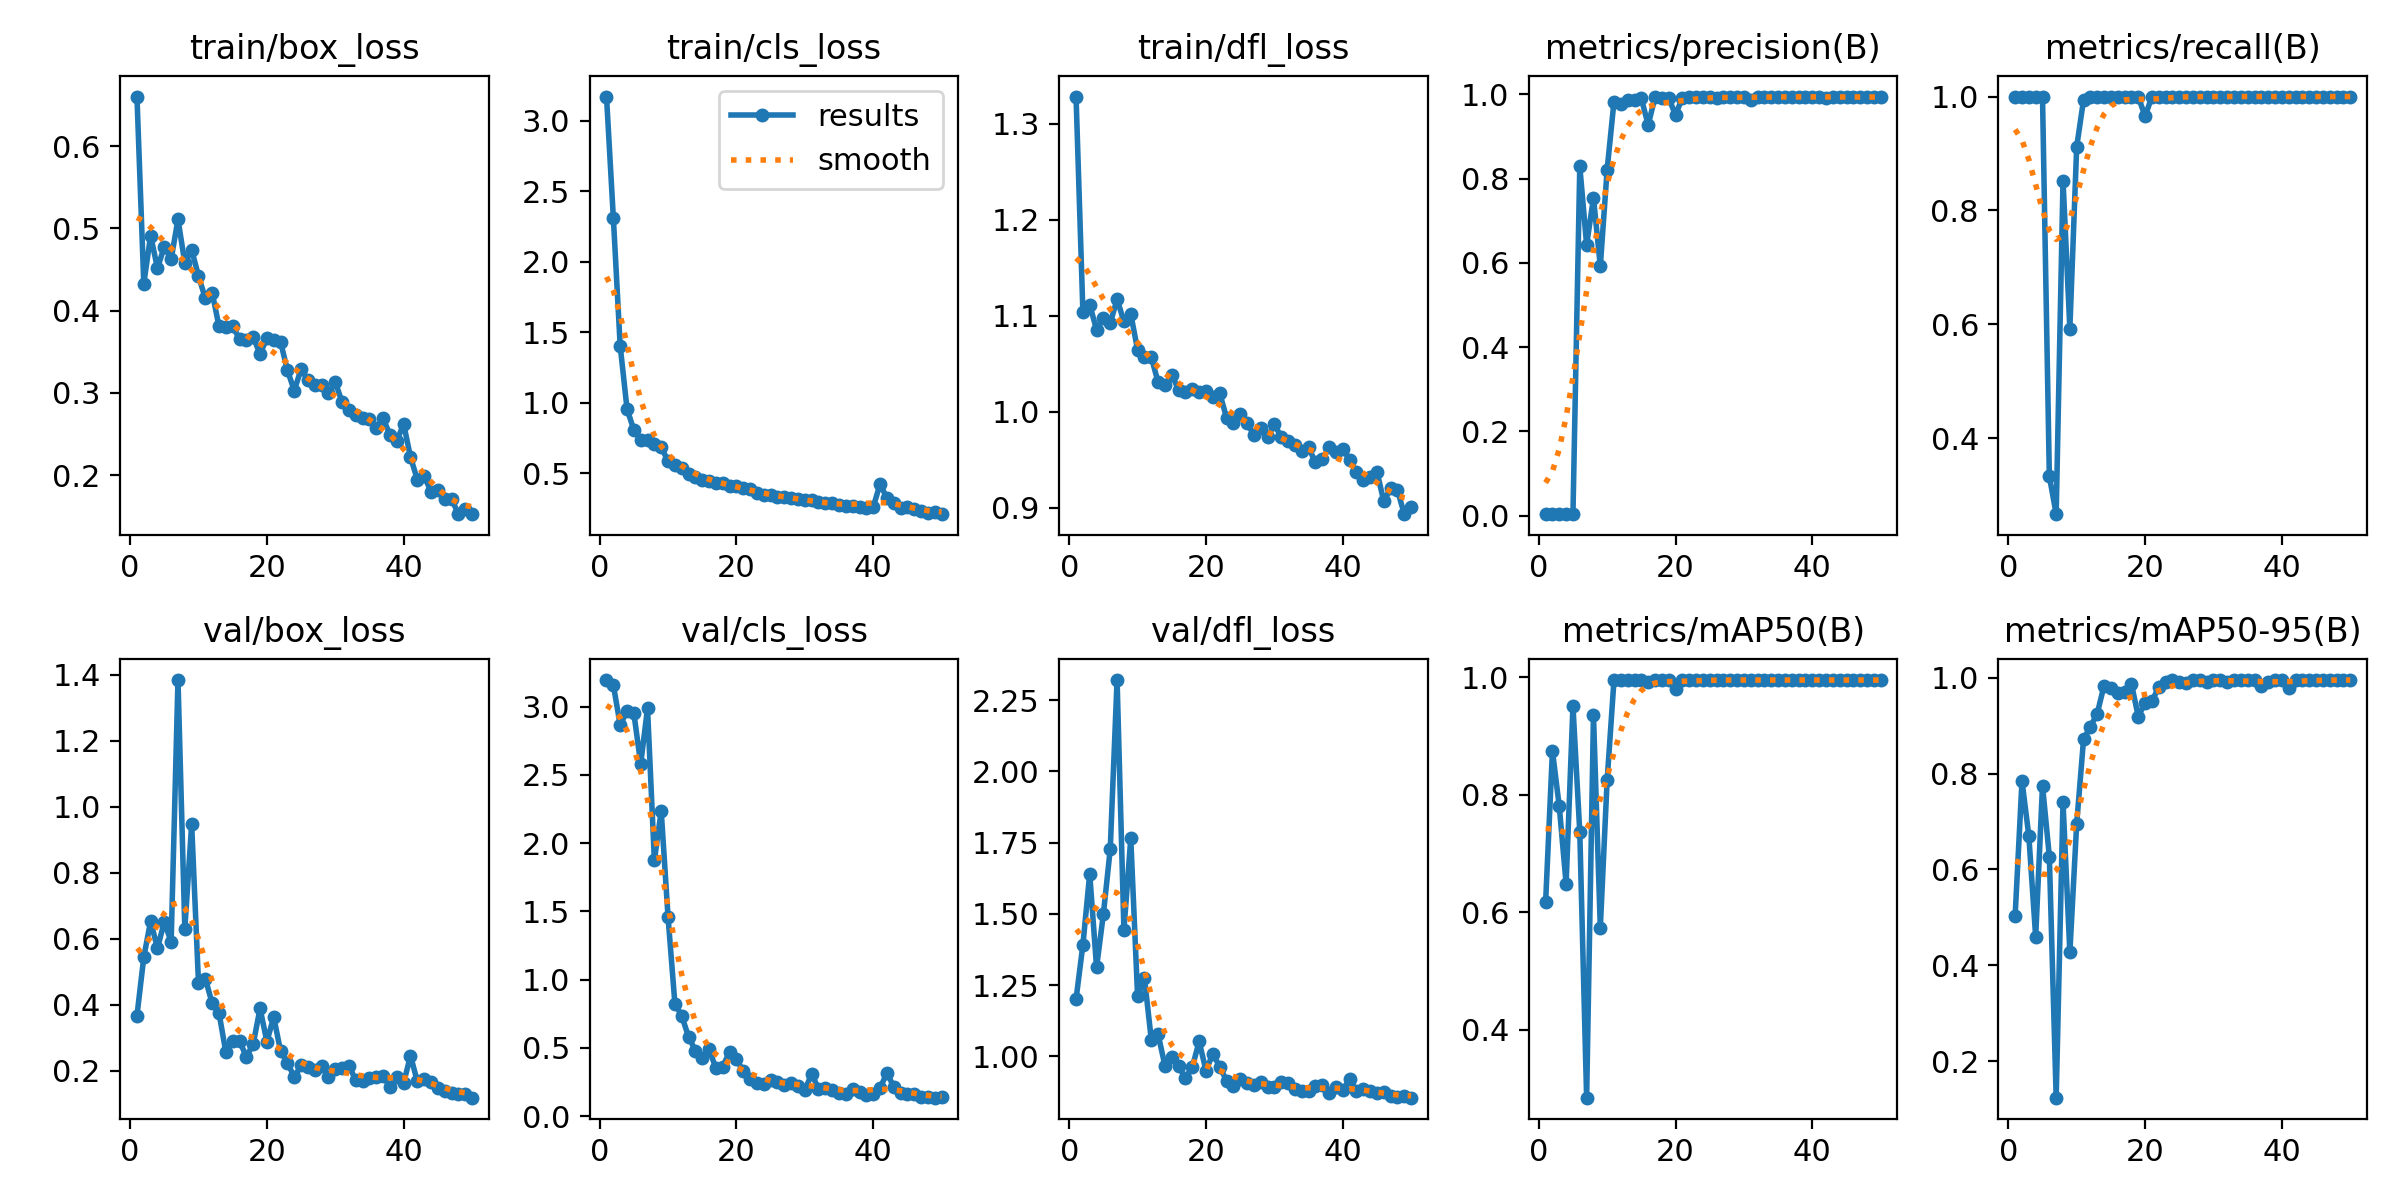 train/box_loss
0.6
0.5
0.4
0.3
0.2
0 20 40
train/cls_loss
results
smooth
3.0
2.5
2.0
1.5
1.0
0.5
0 20 40
train/dfl_loss
1.3
1.2
1.1
1.0
0.9
0 20 40
metrics/precision(B)
1.0
0.8
0.6
0.4
0.2
0.0
0 20 40
metrics/recall(B)
1.0
0.8
0.6
0.4
0 20 40
val/box_loss
1.4
1.2
1.0
0.8
0.6
0.4
0.2
0 20 40
val/cls_loss
3.0
2.5
2.0
1.5
1.0
0.5
0.0
0 20 40
val/dfl_loss
2.25
2.00
1.75
1.50
1.25
1.00
0 20 40
metrics/mAP50(B)
1.0
0.8
0.6
0.4
0 20 40
metrics/mAP50-95(B)
1.0
0.8
0.6
0.4
0.2
0 20 40